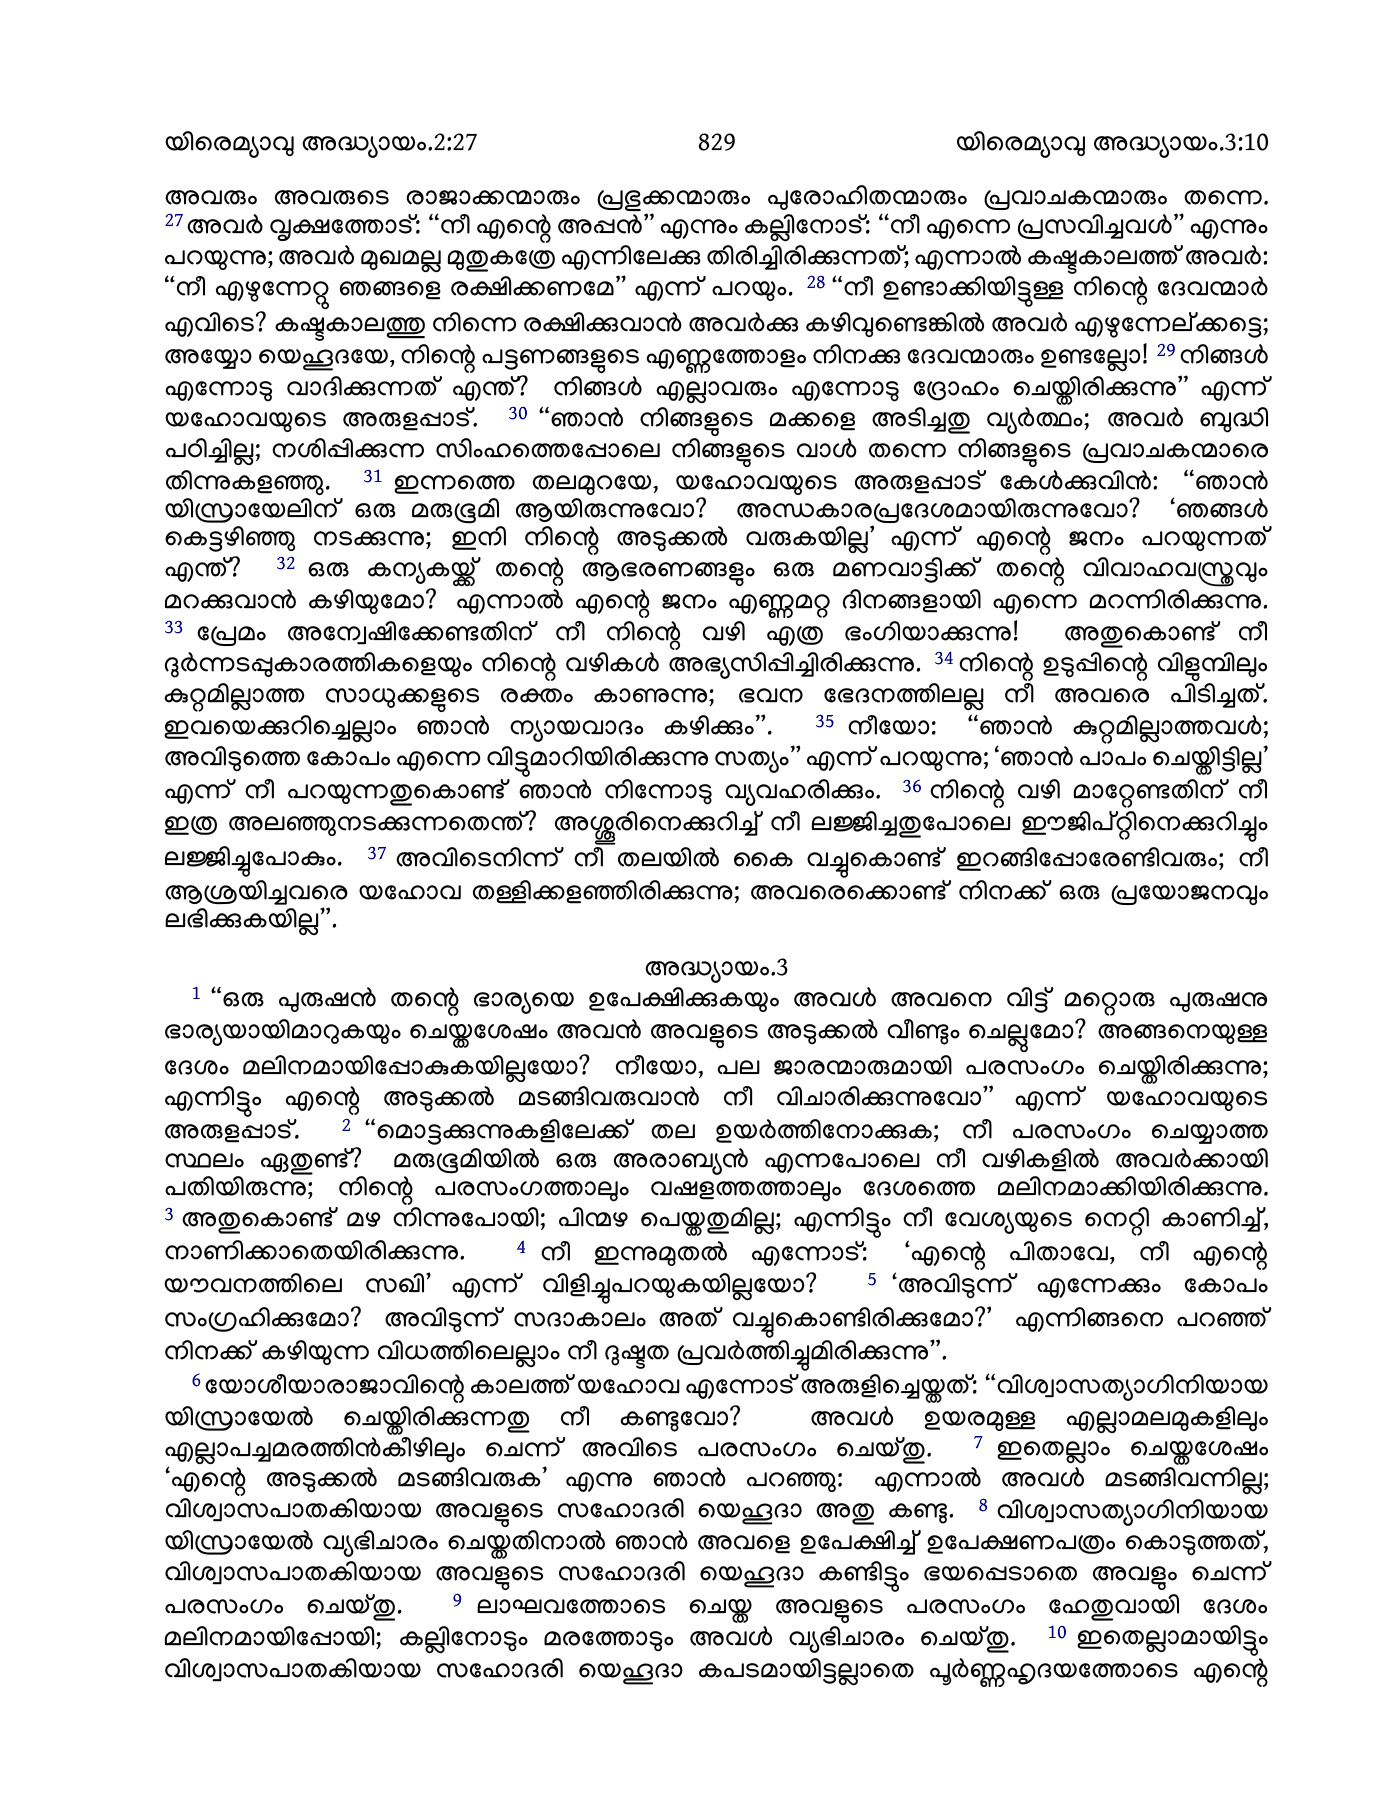 യിരെമ്യാവു അദ്ധ്യായം.2:27 829 യിരെമ്യാവു അദ്ധ്യായം.3:10
അവരും അവരുടെ രാജാക്കന്മാരും പ്രഭുക്കന്മാരും പുരോഹിതന്മാരും പ്രവാചകന്മാരും തന്നെ.
27 അവർ വൃക്ഷത്തോട്: “നീ എന്റെ അപ്പൻ” എന്നും കല്ലിനോട്: “നീ എന്നെ പ്രസവിച്ചവൾ” എന്നും
പറയുന്നു; അവർ മുഖമല്ല മുതുകത്രേ എന്നിലേക്കു തിരിച്ചിരിക്കുന്നത്; എന്നാൽ കഷ്ടകാലത്ത് അവർ:
“നീ എഴുന്നേറ്റു ഞങ്ങളെ രക്ഷിക്കണമേ” എന്ന് പറയും. 28 “നീ ഉണ്ടാക്കിയിട്ടുള്ള നിന്റെ ദേവന്മാർ
എവിടെ? കഷ്ടകാലത്തു നിന്നെ രക്ഷിക്കുവാൻ അവർക്കു കഴിവുണ്ടെങ്കിൽ അവർ എഴുന്നേല്ക്കട്ടെ;
അയ്യോ യെഹൂദയേ, നിന്റെ പട്ടണങ്ങളുടെ എണ്ണത്തോളം നിനക്കു ദേവന്മാരും ഉണ്ടല്ലോ! 29 നിങ്ങൾ
എന്നോടു വാദിക്കുന്നത് എന്ത്? നിങ്ങൾ എല്ലാവരും എന്നോടു ദ്രോഹം ചെയ്തിരിക്കുന്നു” എന്ന്
യഹോവയുടെ അരുളപ്പാട്. 30 “ഞാൻ നിങ്ങളുടെ മക്കളെ അടിച്ചതു വ്യർത്ഥം; അവർ ബുദ്ധി
പഠിച്ചില്ല; നശിപ്പിക്കുന്ന സിംഹത്തെപ്പോലെ നിങ്ങളുടെ വാൾ തന്നെ നിങ്ങളുടെ പ്രവാചകന്മാരെ
തിന്നുകളഞ്ഞു. 31 ഇന്നത്തെ തലമുറയേ, യഹോവയുടെ അരുളപ്പാട് കേൾക്കുവിൻ: “ഞാൻ
യിസ്രായേലിന് ഒരു മരുഭൂമി ആയിരുന്നുവോ? അന്ധകാരപ്രദേശമായിരുന്നുവോ? ‘ഞങ്ങൾ
കെട്ടഴിഞ്ഞു നടക്കുന്നു; ഇനി നിന്റെ അടുക്കൽ വരുകയില്ല’ എന്ന് എന്റെ ജനം പറയുന്നത്
എന്ത്? 32 ഒരു കന്യകയ്ക്ക് തന്റെ ആഭരണങ്ങളും ഒരു മണവാട്ടിക്ക് തന്റെ വിവാഹവസ്ത്രവും
മറക്കുവാൻ കഴിയുമോ? എന്നാൽ എന്റെ ജനം എണ്ണമറ്റ ദിനങ്ങളായി എന്നെ മറന്നിരിക്കുന്നു.
33 പ്രേമം അന്വേഷിക്കേണ്ടതിന് നീ നിന്റെ വഴി എത്ര ഭംഗിയാക്കുന്നു! അതുകൊണ്ട് നീ
ദുർന്നടപ്പുകാരത്തികളെയും നിന്റെ വഴികൾ അഭ്യസിപ്പിച്ചിരിക്കുന്നു. 34 നിന്റെ ഉടുപ്പിന്റെ വിളുമ്പിലും
കുറ്റമില്ലാത്ത സാധുക്കളുടെ രക്തം കാണുന്നു; ഭവന ഭേദനത്തിലല്ല നീ അവരെ പിടിച്ചത്.
ഇവയെക്കുറിച്ചെല്ലാം ഞാൻ ന്യായവാദം കഴിക്കും”. 35 നീയോ: “ഞാൻ കുറ്റമില്ലാത്തവൾ;
അവിടുത്തെ കോപം എന്നെ വിട്ടുമാറിയിരിക്കുന്നു സത്യം” എന്ന് പറയുന്നു; ‘ഞാൻ പാപം ചെയ്തിട്ടില്ല’
എന്ന് നീ പറയുന്നതുകൊണ്ട് ഞാൻ നിന്നോടു വ്യവഹരിക്കും. 36 നിന്റെ വഴി മാറ്റേണ്ടതിന് നീ
ഇത്ര അലഞ്ഞുനടക്കുന്നതെന്ത്? അശ്ശൂരിനെക്കുറിച്ച് നീ ലജ്ജിച്ചതുപോലെ ഈജിപ്റ്റിനെക്കുറിച്ചും
ലജ്ജിച്ചുപോകും. 37 അവിടെനിന്ന് നീ തലയിൽ കൈ വച്ചുകൊണ്ട് ഇറങ്ങിപ്പോരേണ്ടിവരും; നീ
ആശ്രയിച്ചവരെ യഹോവ തള്ളിക്കളഞ്ഞിരിക്കുന്നു; അവരെക്കൊണ്ട് നിനക്ക് ഒരു പ്രയോജനവും
ലഭിക്കുകയില്ല”.
അദ്ധ്യായം.3
1 “ഒരു പുരുഷൻ തന്റെ ഭാര്യയെ ഉപേക്ഷിക്കുകയും അവൾ അവനെ വിട്ട് മറ്റൊരു പുരുഷനു
ഭാര്യയായിമാറുകയും ചെയ്തശേഷം അവൻ അവളുടെ അടുക്കൽ വീണ്ടും ചെല്ലുമോ? അങ്ങനെയുള്ള
ദേശം മലിനമായിപ്പോകുകയില്ലയോ? നീയോ, പല ജാരന്മാരുമായി പരസംഗം ചെയ്തിരിക്കുന്നു;
എന്നിട്ടും എന്റെ അടുക്കൽ മടങ്ങിവരുവാൻ നീ വിചാരിക്കുന്നുവോ” എന്ന് യഹോവയുടെ
അരുളപ്പാട്. 2 “മൊട്ടക്കുന്നുകളിലേക്ക് തല ഉയർത്തിനോക്കുക; നീ പരസംഗം ചെയ്യാത്ത
സ്ഥലം ഏതുണ്ട്? മരുഭൂമിയിൽ ഒരു അരാബ്യൻ എന്നപോലെ നീ വഴികളിൽ അവർക്കായി
പതിയിരുന്നു; നിന്റെ പരസംഗത്താലും വഷളത്തത്താലും ദേശത്തെ മലിനമാക്കിയിരിക്കുന്നു.
3 അതുകൊണ്ട് മഴ നിന്നുപോയി; പിന്മഴ പെയ്തതുമില്ല; എന്നിട്ടും നീ വേശ്യയുടെ നെറ്റി കാണിച്ച്,
നാണിക്കാതെയിരിക്കുന്നു. 4 നീ ഇന്നുമുതൽ എന്നോട്: ‘എന്റെ പിതാവേ, നീ എന്റെ
യൗവനത്തിലെ സഖി’ എന്ന് വിളിച്ചുപറയുകയില്ലയോ? 5 ‘അവിടുന്ന് എന്നേക്കും കോപം
സംഗ്രഹിക്കുമോ? അവിടുന്ന് സദാകാലം അത് വച്ചുകൊണ്ടിരിക്കുമോ?’ എന്നിങ്ങനെ പറഞ്ഞ്
നിനക്ക് കഴിയുന്ന വിധത്തിലെല്ലാം നീ ദുഷ്ടത പ്രവർത്തിച്ചുമിരിക്കുന്നു”.
6 യോശീയാരാജാവിന്റെ കാലത്ത് യഹോവ എന്നോട് അരുളിച്ചെയ്തത്: “വിശ്വാസത്യാഗിനിയായ
യിസ്രായേൽ ചെയ്തിരിക്കുന്നതു നീ കണ്ടുവോ? അവൾ ഉയരമുള്ള എല്ലാമലമുകളിലും
എല്ലാപച്ചമരത്തിൻകീഴിലും ചെന്ന് അവിടെ പരസംഗം ചെയ്തു. 7 ഇതെല്ലാം ചെയ്തശേഷം
‘എന്റെ അടുക്കൽ മടങ്ങിവരുക’ എന്നു ഞാൻ പറഞ്ഞു: എന്നാൽ അവൾ മടങ്ങിവന്നില്ല;
വിശ്വാസപാതകിയായ അവളുടെ സഹോദരി യെഹൂദാ അതു കണ്ടു. 8 വിശ്വാസത്യാഗിനിയായ
യിസ്രായേൽ വ്യഭിചാരം ചെയ്തതിനാൽ ഞാൻ അവളെ ഉപേക്ഷിച്ച് ഉപേക്ഷണപത്രം കൊടുത്തത്,
വിശ്വാസപാതകിയായ അവളുടെ സഹോദരി യെഹൂദാ കണ്ടിട്ടും ഭയപ്പെടാതെ അവളും ചെന്ന്
പരസംഗം ചെയ്തു. 9 ലാഘവത്തോടെ ചെയ്ത അവളുടെ പരസംഗം ഹേതുവായി ദേശം
മലിനമായിപ്പോയി; കല്ലിനോടും മരത്തോടും അവൾ വ്യഭിചാരം ചെയ്തു. 10 ഇതെല്ലാമായിട്ടും
വിശ്വാസപാതകിയായ സഹോദരി യെഹൂദാ കപടമായിട്ടല്ലാതെ പൂർണ്ണഹൃദയത്തോടെ എന്റെ